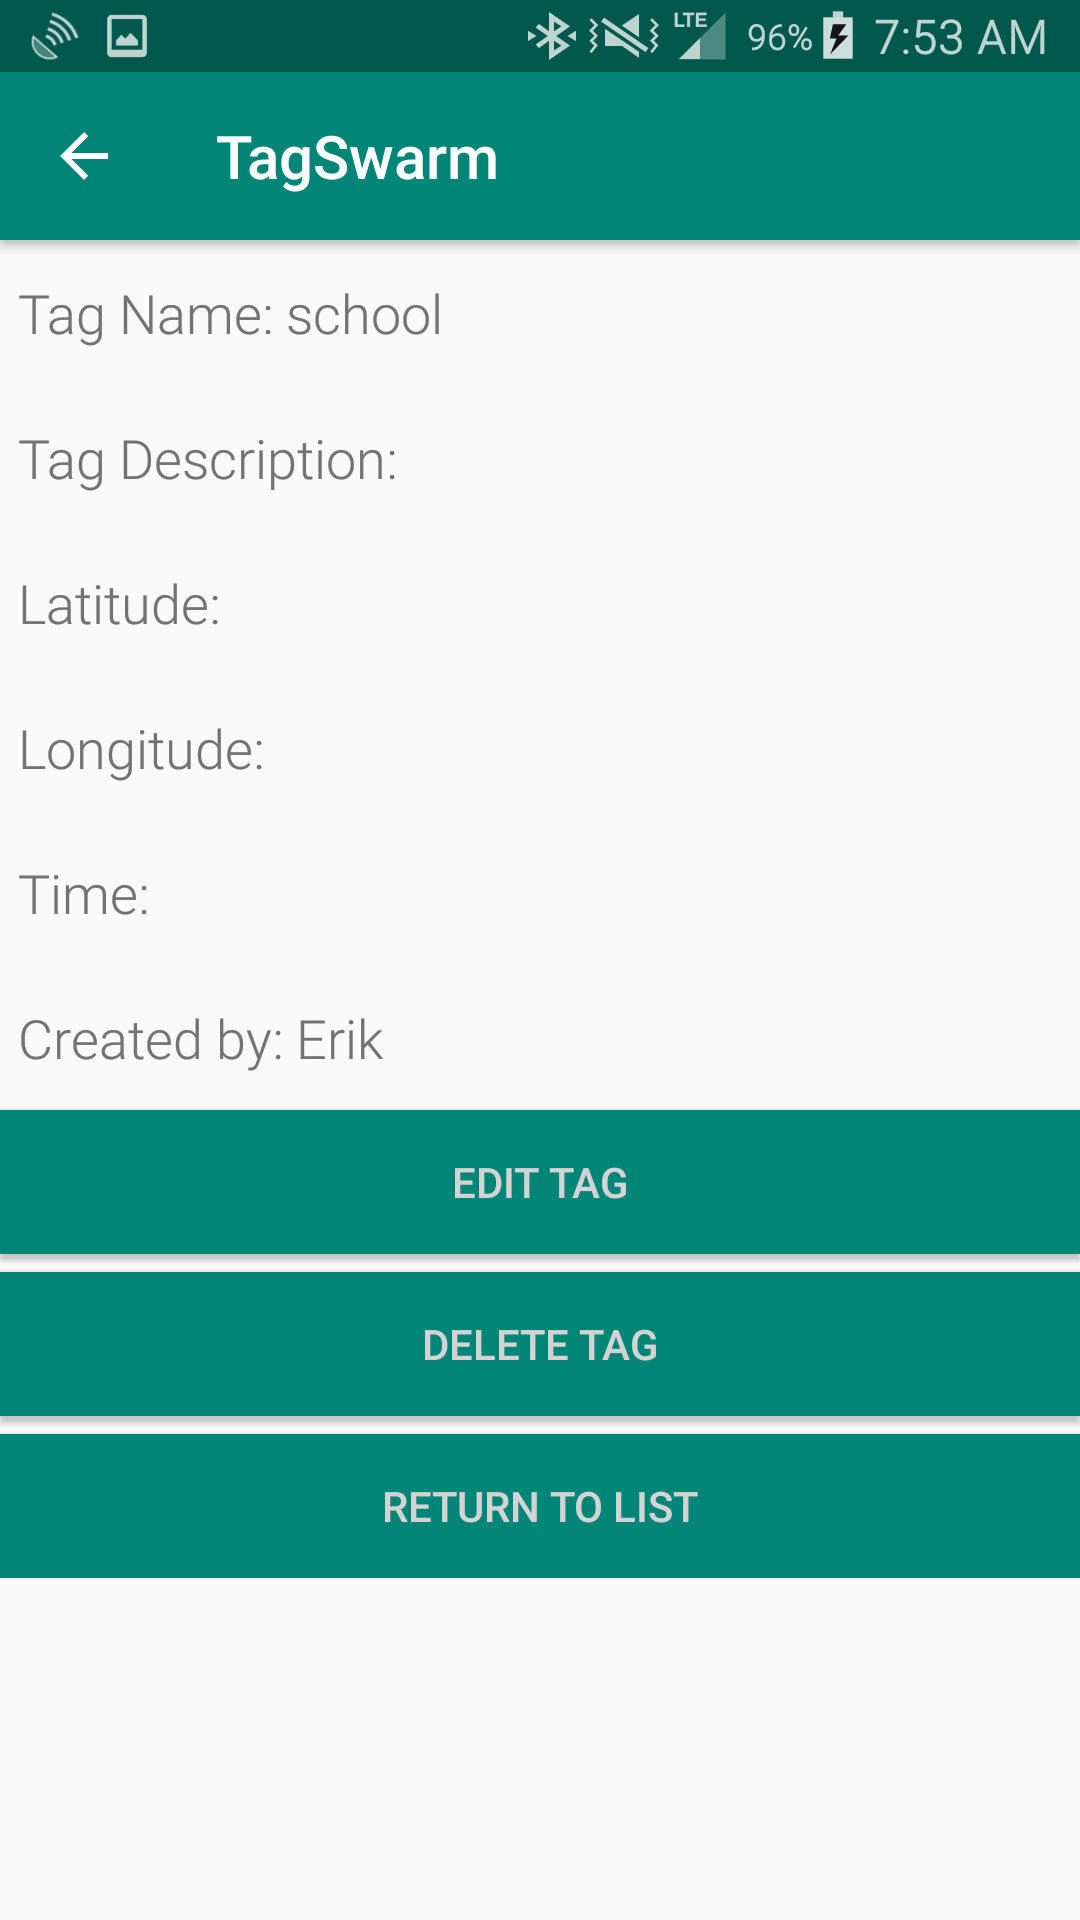 LTE 96% 7:53 AM
TagSwarm
Tag Name: school
Tag Description:
Latitude:
Longitude:
Time:
Created by: Erik
EDIT TAG
DELETE TAG
RETURN TO LIST